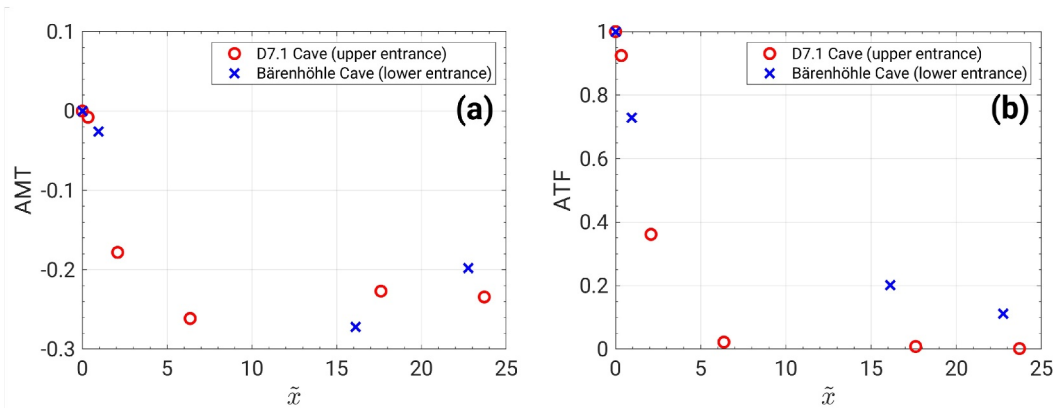 0.1
0
-0.1
-0.2
-0.3
AMT
D7.1 Cave (upper entrance)
Bärenhöhle Cave (lower entrance)
(a)
0 5 10 15 20 25
x̃
1
0.8
0.6
0.4
0.2
0
ATF
D7.1 Cave (upper entrance)
Bärenhöhle Cave (lower entrance)
(b)
0 5 10 15 20 25
x̃